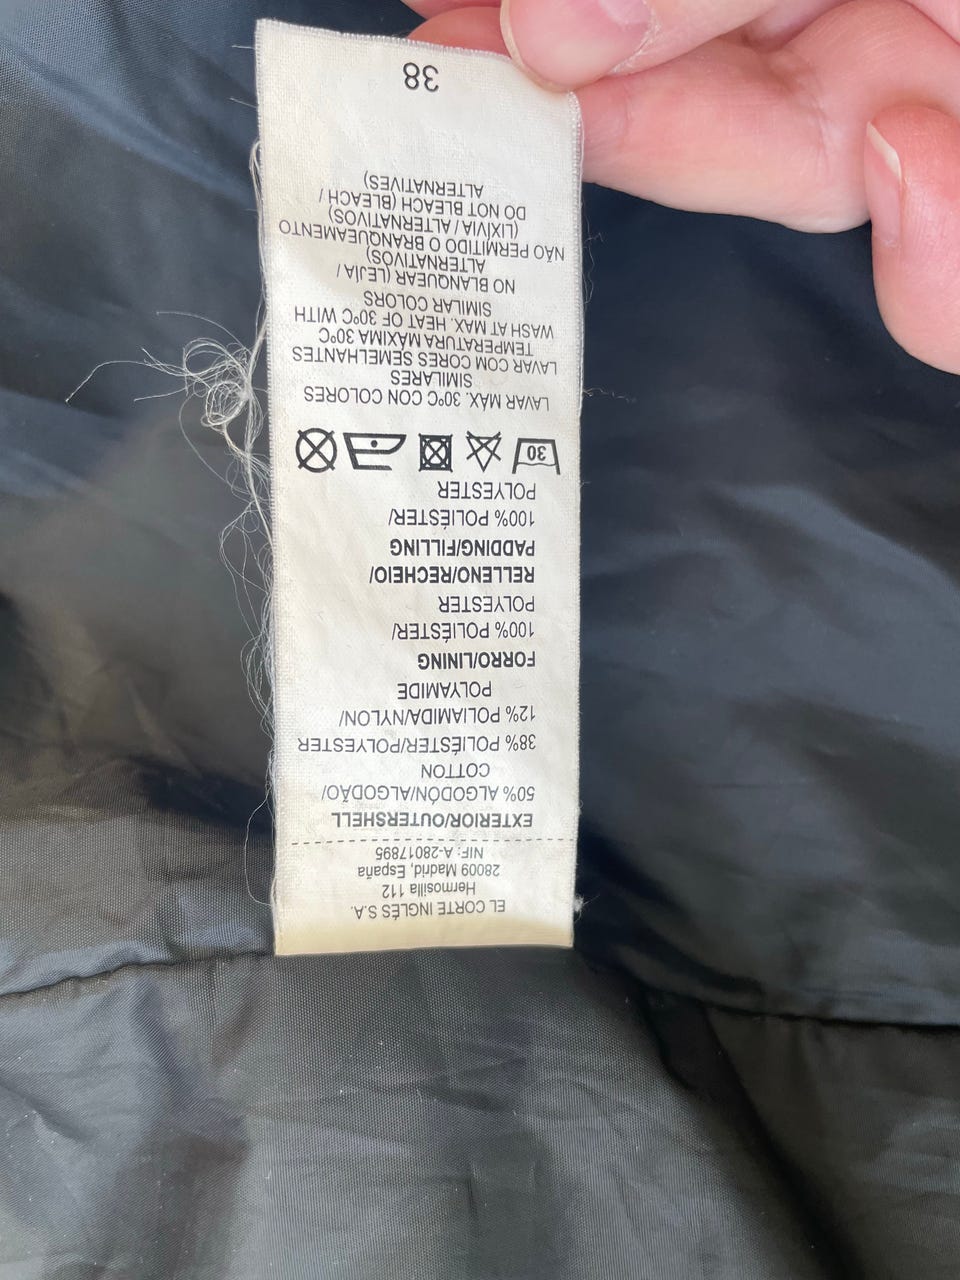 EL CORTE INGLÉS S.A.
Hermosilla 112
28009 Madrid, España
NIF: A-28017895
EXTERIOR/OUTERSHELL
50% ALGODÓN/ALGODÃO/
COTTON
38% POLIÉSTER/POLYESTER
12% POLIAMIDA/NYLON/
POLYAMIDE
FORRO/LINING
100% POLIÉSTER/
POLYESTER
RELLENO/RECHEIO/
PADDING/FILLING
100% POLIÉSTER/
POLYESTER
30
LAVAR MÁX. 30ºC CON COLORES
SIMILARES
LAVAR COM CORES SEMELHANTES
TEMPERATURA MÁXIMA 30ºC
WASH AT MAX. HEAT OF 30ºC WITH
SIMILAR COLORS
NO BLANQUEAR (LEJÍA /
ALTERNATIVOS)
NÃO PERMITIDO O BRANQUEAMENTO
(LIXÍVIA / ALTERNATIVOS)
DO NOT BLEACH (BLEACH /
ALTERNATIVES)
38